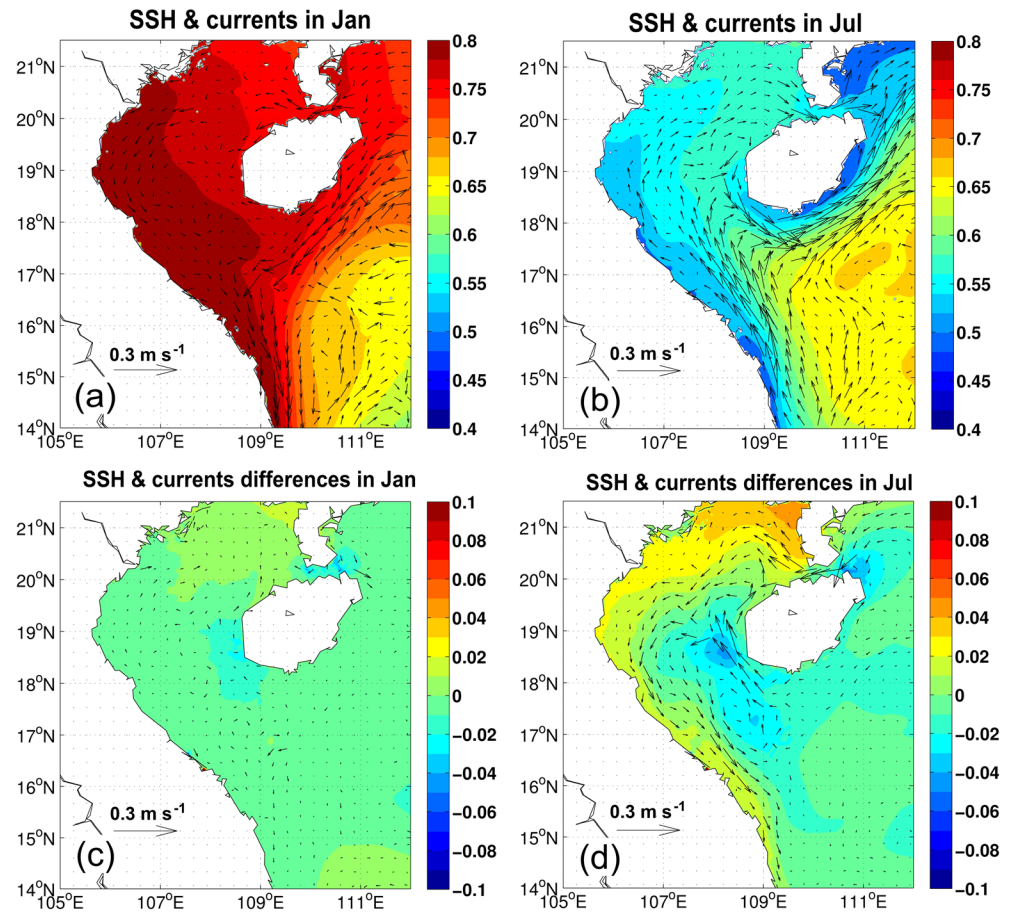 SSH & currents in Jan
21°N
20°N
19°N
18°N
17°N
16°N
15°N
14°N
105°E
107°E
109°E
111°E
0.3 m s⁻¹
(a)
0.8
0.75
0.7
0.65
0.6
0.55
0.5
0.45
0.4
SSH & currents in Jul
21°N
20°N
19°N
18°N
17°N
16°N
15°N
14°N
105°E
107°E
109°E
111°E
0.3 m s⁻¹
(b)
0.8
0.75
0.7
0.65
0.6
0.55
0.5
0.45
0.4
SSH & currents differences in Jan
21°N
20°N
19°N
18°N
17°N
16°N
15°N
14°N
105°E
107°E
109°E
111°E
0.3 m s⁻¹
(c)
0.1
0.08
0.06
0.04
0.02
0
−0.02
−0.04
−0.06
−0.08
−0.1
SSH & currents differences in Jul
21°N
20°N
19°N
18°N
17°N
16°N
15°N
14°N
105°E
107°E
109°E
111°E
0.3 m s⁻¹
(d)
0.1
0.08
0.06
0.04
0.02
0
−0.02
−0.04
−0.06
−0.08
−0.1